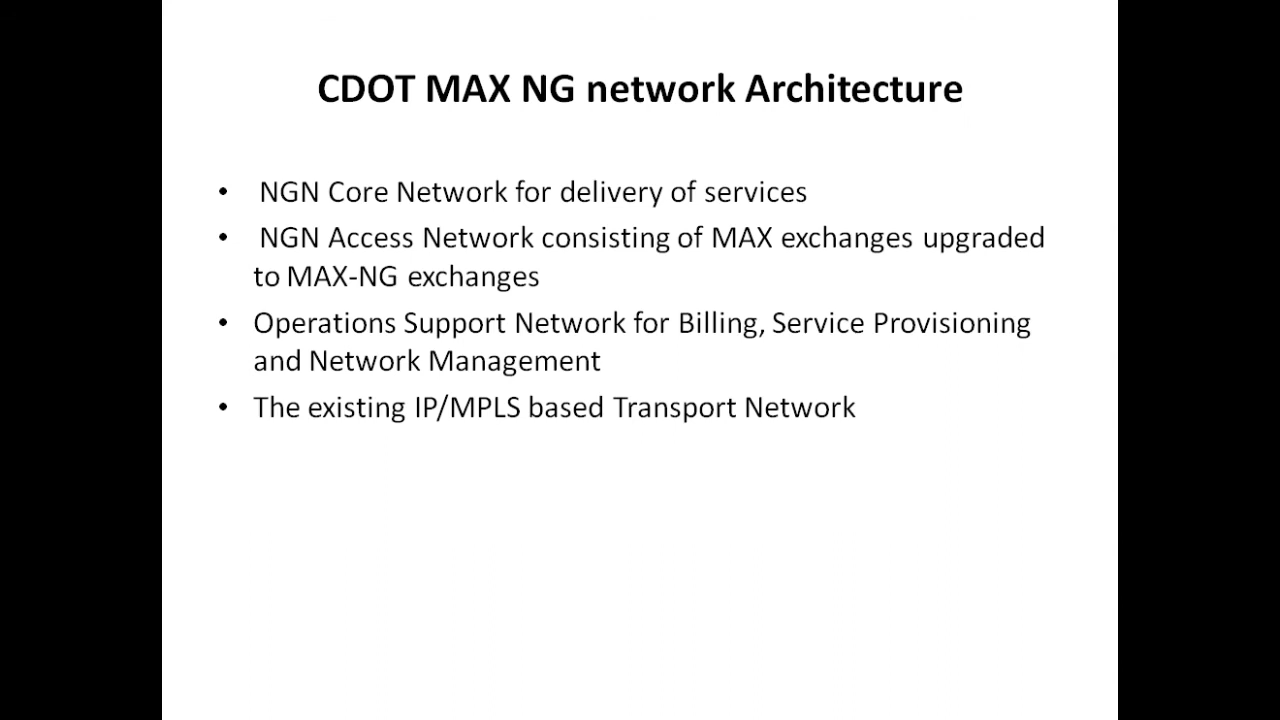 CDOT MAX NG network Architecture
• NGN Core Network for delivery of services
• NGN Access Network consisting of MAX exchanges upgraded
to MAX-NG exchanges
• Operations Support Network for Billing, Service Provisioning
and Network Management
• The existing IP/MPLS based Transport Network